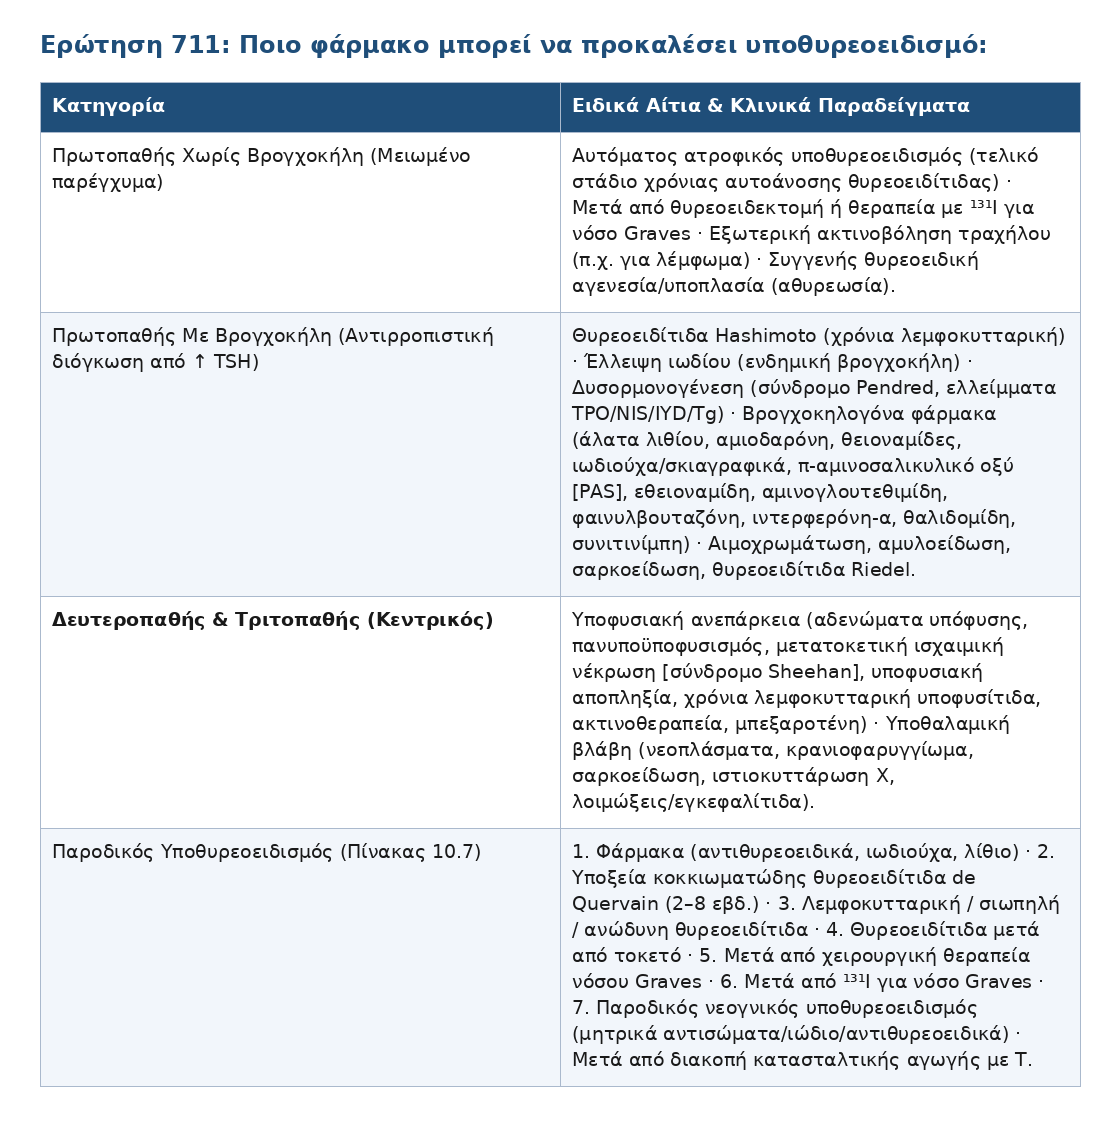 Ερώτηση 711: Ποιο φάρμακο μπορεί να προκαλέσει υποθυρεοειδισμό:
Κατηγορία
Ειδικά Αίτια & Κλινικά Παραδείγματα
Πρωτοπαθής Χωρίς Βρογχοκήλη (Μειωμένο
παρέγχυμα)
Αυτόματος ατροφικός υποθυρεοειδισμός (τελικό
στάδιο χρόνιας αυτοάνοσης θυρεοειδίτιδας) ·
Μετά από θυρεοειδεκτομή ή θεραπεία με ¹³¹I για
νόσο Graves · Εξωτερική ακτινοβόληση τραχήλου
(π.χ. για λέμφωμα) · Συγγενής θυρεοειδική
αγενεσία/υποπλασία (αθυρεωσία).
Πρωτοπαθής Με Βρογχοκήλη (Αντιρροπιστική
διόγκωση από ↑ TSH)
Θυρεοειδίτιδα Hashimoto (χρόνια λεμφοκυτταρική)
· Έλλειψη ιωδίου (ενδημική βρογχοκήλη) ·
Δυσορμονογένεση (σύνδρομο Pendred, ελλείμματα
TPO/NIS/IYD/Tg) · Βρογχοκηλογόνα φάρμακα
(άλατα λιθίου, αμιοδαρόνη, θειοναμίδες,
ιωδιούχα/σκιαγραφικά, π-αμινοσαλικυλικό οξύ
[PAS], εθειοναμίδη, αμινογλουτεθιμίδη,
φαινυλβουταζόνη, ιντερφερόνη-α, θαλιδομίδη,
συνιτινίμπη) · Αιμοχρωμάτωση, αμυλοείδωση,
σαρκοείδωση, θυρεοειδίτιδα Riedel.
Δευτεροπαθής & Τριτοπαθής (Κεντρικός)
Υποφυσιακή ανεπάρκεια (αδενώματα υπόφυσης,
πανυποϋποφυσισμός, μετατοκετική ισχαιμική
νέκρωση [σύνδρομο Sheehan], υποφυσιακή
αποπληξία, χρόνια λεμφοκυτταρική υποφυσίτιδα,
ακτινοθεραπεία, μπεξαροτένη) · Υποθαλαμική
βλάβη (νεοπλάσματα, κρανιοφαρυγγίωμα,
σαρκοείδωση, ιστιοκυττάρωση Χ,
λοιμώξεις/εγκεφαλίτιδα).
Παροδικός Υποθυρεοειδισμός (Πίνακας 10.7)
1. Φάρμακα (αντιθυρεοειδικά, ιωδιούχα, λίθιο) · 2.
Υποξεία κοκκιωματώδης θυρεοειδίτιδα de
Quervain (2–8 εβδ.) · 3. Λεμφοκυτταρική / σιωπηλή
/ ανώδυνη θυρεοειδίτιδα · 4. Θυρεοειδίτιδα μετά
από τοκετό · 5. Μετά από χειρουργική θεραπεία
νόσου Graves · 6. Μετά από ¹³¹I για νόσο Graves ·
7. Παροδικός νεογνικός υποθυρεοειδισμός
(μητρικά αντισώματα/ιώδιο/αντιθυρεοειδικά) ·
Μετά από διακοπή κατασταλτικής αγωγής με T.